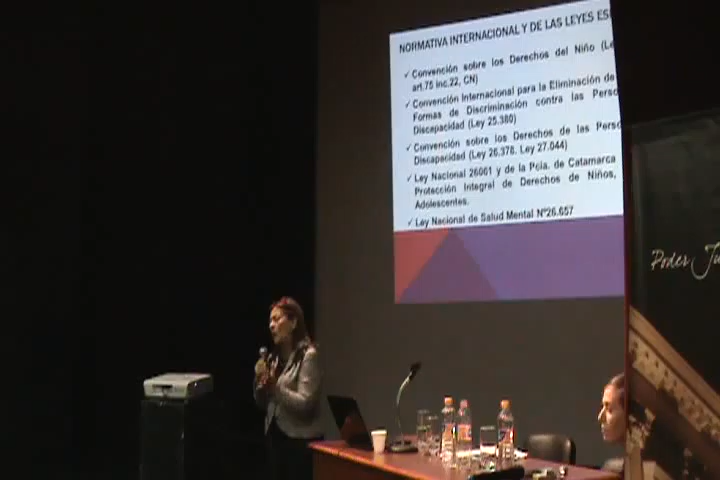 NORMATIVA INTERNACIONAL Y DE LAS LEYES
✓ Convención sobre los Derechos del Niño
art.75 inc.22, CN)
✓ Convención Internacional para la Eliminación de
Formas de Discriminación contra las
Discapacidad (Ley 25.380)
✓ Convención sobre los Derechos de las
Discapacidad (Ley 26.378. Ley 27.044)
✓ Ley Nacional 26061 y de la Pcia. de Catamarca
Protección Integral de Derechos de Niños,
Adolescentes.
✓ Ley Nacional de Salud Mental Nº26.657
Poder